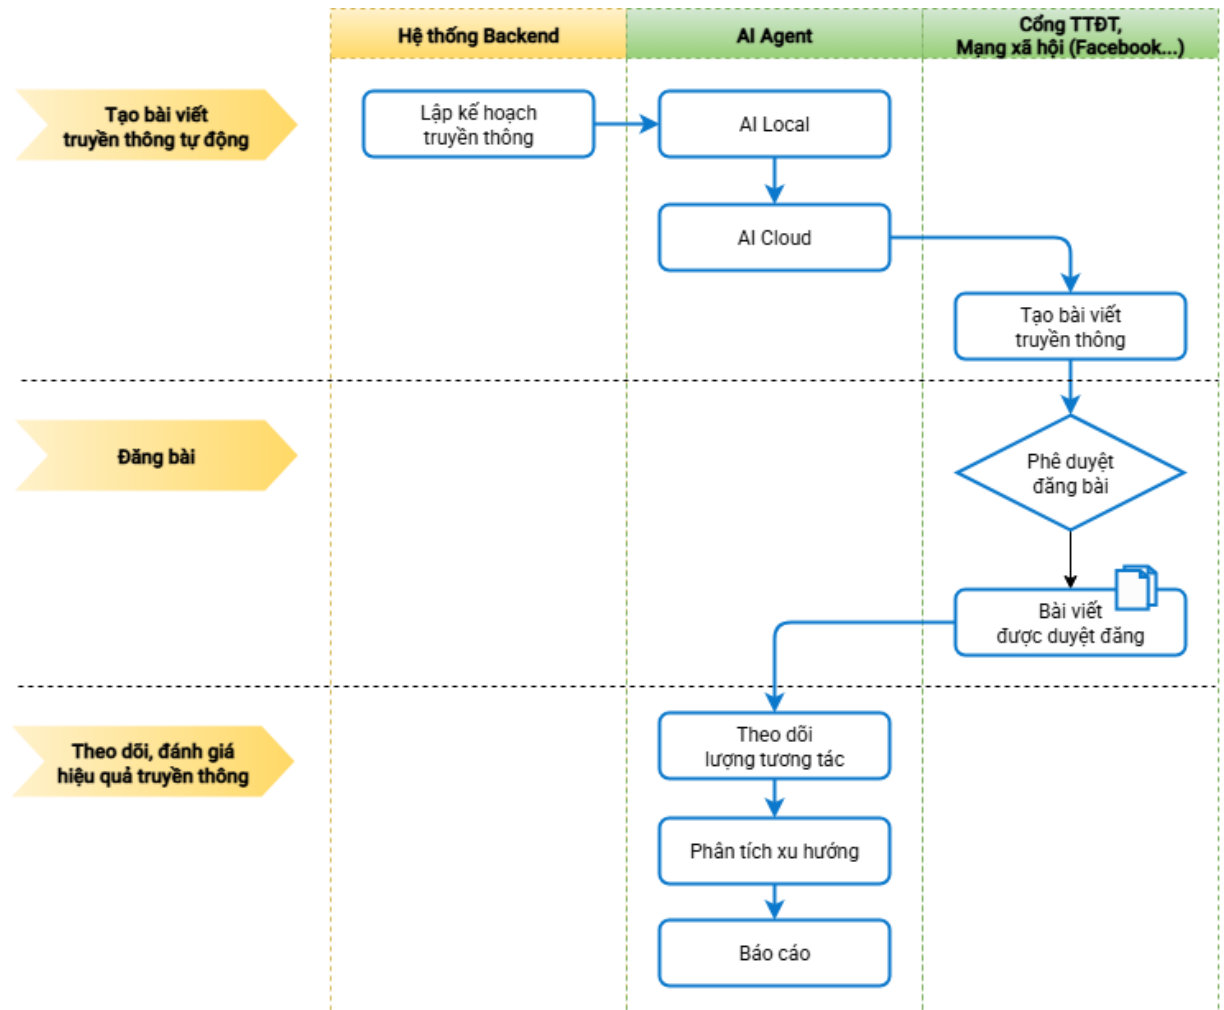 Hệ thống Backend
AI Agent
Cổng TTĐT,
Mạng xã hội (Facebook...)
Tạo bài viết
truyền thông tự động
Lập kế hoạch
truyền thông
AI Local
AI Cloud
Tạo bài viết
truyền thông
Đăng bài
Phê duyệt
đăng bài
Bài viết
được duyệt đăng
Theo dõi, đánh giá
hiệu quả truyền thông
Theo dõi
lượng tương tác
Phân tích xu hướng
Báo cáo